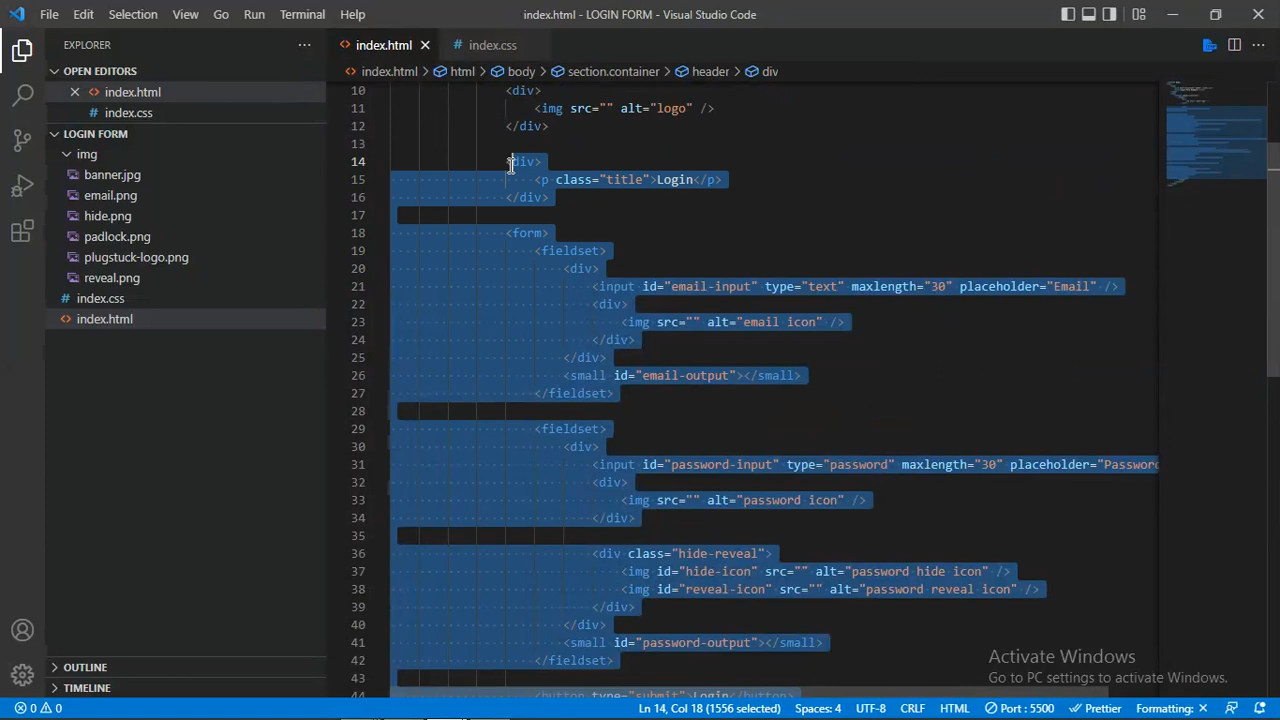 File Edit Selection View Go Run Terminal Help index.html - LOGIN FORM - Visual Studio Code
EXPLORER
OPEN EDITORS
index.html
index.css
LOGIN FORM
img
banner.jpg
email.png
hide.png
padlock.png
plugstuck-logo.png
reveal.png
index.css
index.html
OUTLINE
TIMELINE
index.html index.css
index.html > html > body > section.container > header > div
10 <div>
11 <img src="" alt="logo" />
12 </div>
13
14 <div>
15 <p class="title">Login</p>
16 </div>
17
18 <form>
19 <fieldset>
20 <div>
21 <input id="email-input" type="text" maxlength="30" placeholder="Email" />
22 <div>
23 <img src="" alt="email icon" />
24 </div>
25 </div>
26 <small id="email-output"></small>
27 </fieldset>
28
29 <fieldset>
30 <div>
31 <input id="password-input" type="password" maxlength="30" placeholder="Passwor
32 <div>
33 <img src="" alt="password icon" />
34 </div>
35
36 <div class="hide-reveal">
37 <img id="hide-icon" src="" alt="password hide icon" />
38 <img id="reveal-icon" src="" alt="password reveal icon" />
39 </div>
40 </div>
41 <small id="password-output"></small>
42 </fieldset>
43
44 <button type="submit">Login</button>
Activate Windows
Go to PC settings to activate Windows.
0 0 Ln 14, Col 18 (1556 selected) Spaces: 4 UTF-8 CRLF HTML Port : 5500 Prettier Formatting: ×